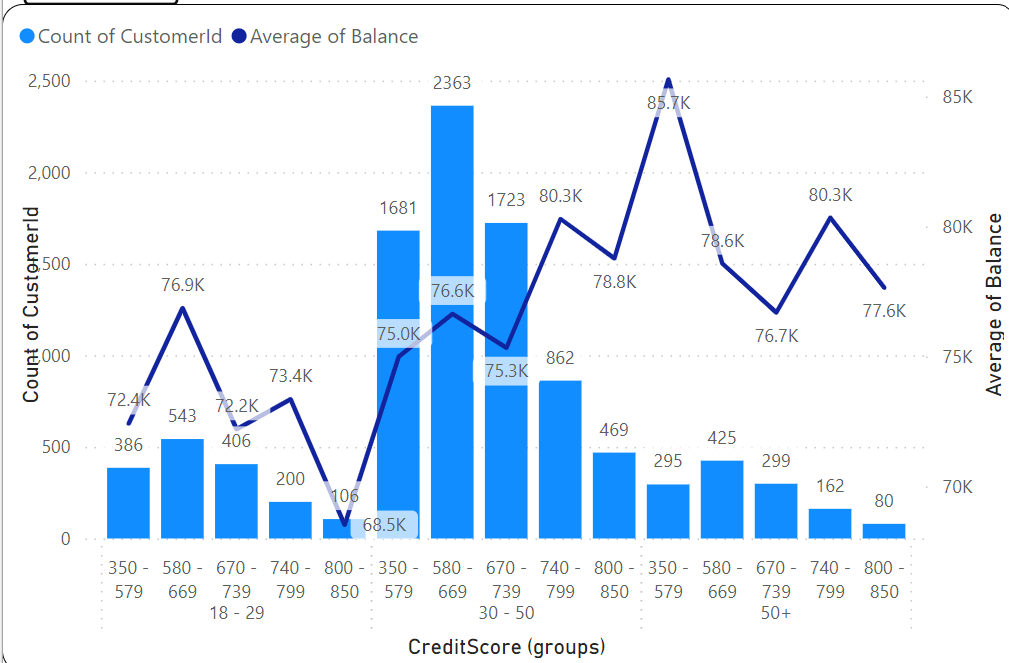 Count of CustomerId Average of Balance
2,500
2,000
1,500
1,000
500
0
Count of CustomerId
85K
80K
75K
70K
Average of Balance
72.4K
76.9K
72.2K
73.4K
68.5K
75.0K
76.6K
75.3K
80.3K
78.8K
85.7K
78.6K
76.7K
80.3K
77.6K
386
543
406
200
106
1681
2363
1723
862
469
295
425
299
162
80
350 - 580 - 670 - 740 - 800 - 350 - 580 - 670 - 740 - 800 - 350 - 580 - 670 - 740 - 800 -
579 669 739 799 850 579 669 739 799 850 579 669 739 799 850
18 - 29 30 - 50 50+
CreditScore (groups)